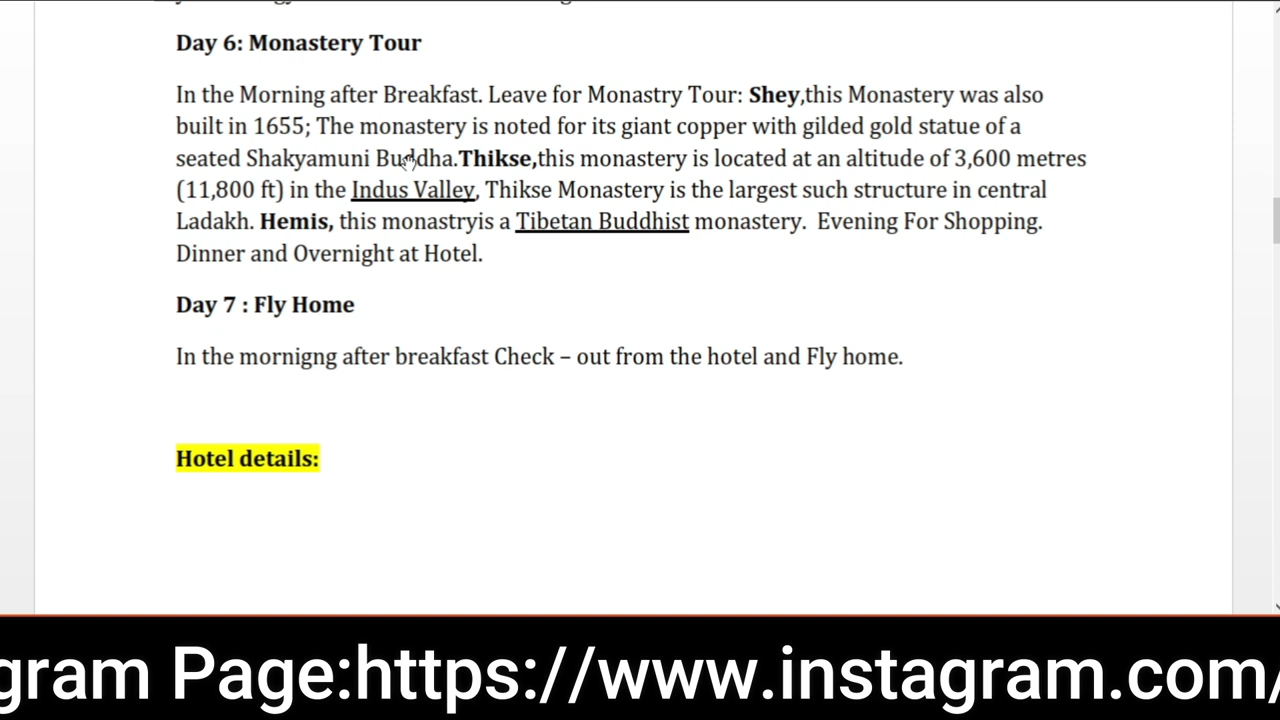 Day 6: Monastery Tour
In the Morning after Breakfast. Leave for Monastry Tour: Shey,this Monastery was also
built in 1655; The monastery is noted for its giant copper with gilded gold statue of a
seated Shakyamuni Buddha.Thikse,this monastery is located at an altitude of 3,600 metres
(11,800 ft) in the Indus Valley, Thikse Monastery is the largest such structure in central
Ladakh. Hemis, this monastryis a Tibetan Buddhist monastery.  Evening For Shopping.
Dinner and Overnight at Hotel.
Day 7 : Fly Home
In the mornigng after breakfast Check – out from the hotel and Fly home.
Hotel details:
gram Page:https://www.instagram.com/